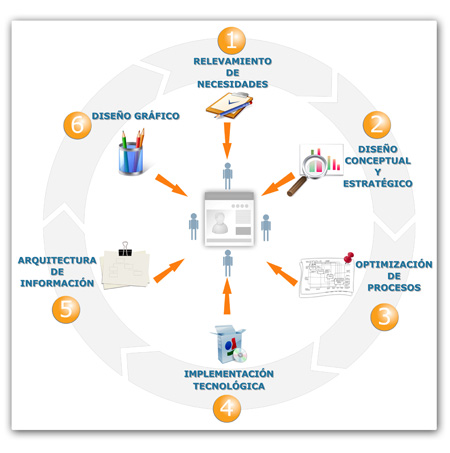 1
RELEVAMIENTO
DE
NECESIDADES
2
DISEÑO
CONCEPTUAL
Y
ESTRATÉGICO
OPTIMIZACIÓN
DE
PROCESOS
3
IMPLEMENTACIÓN
TECNOLÓGICA
4
ARQUITECTURA
DE
INFORMACIÓN
5
6
DISEÑO GRÁFICO